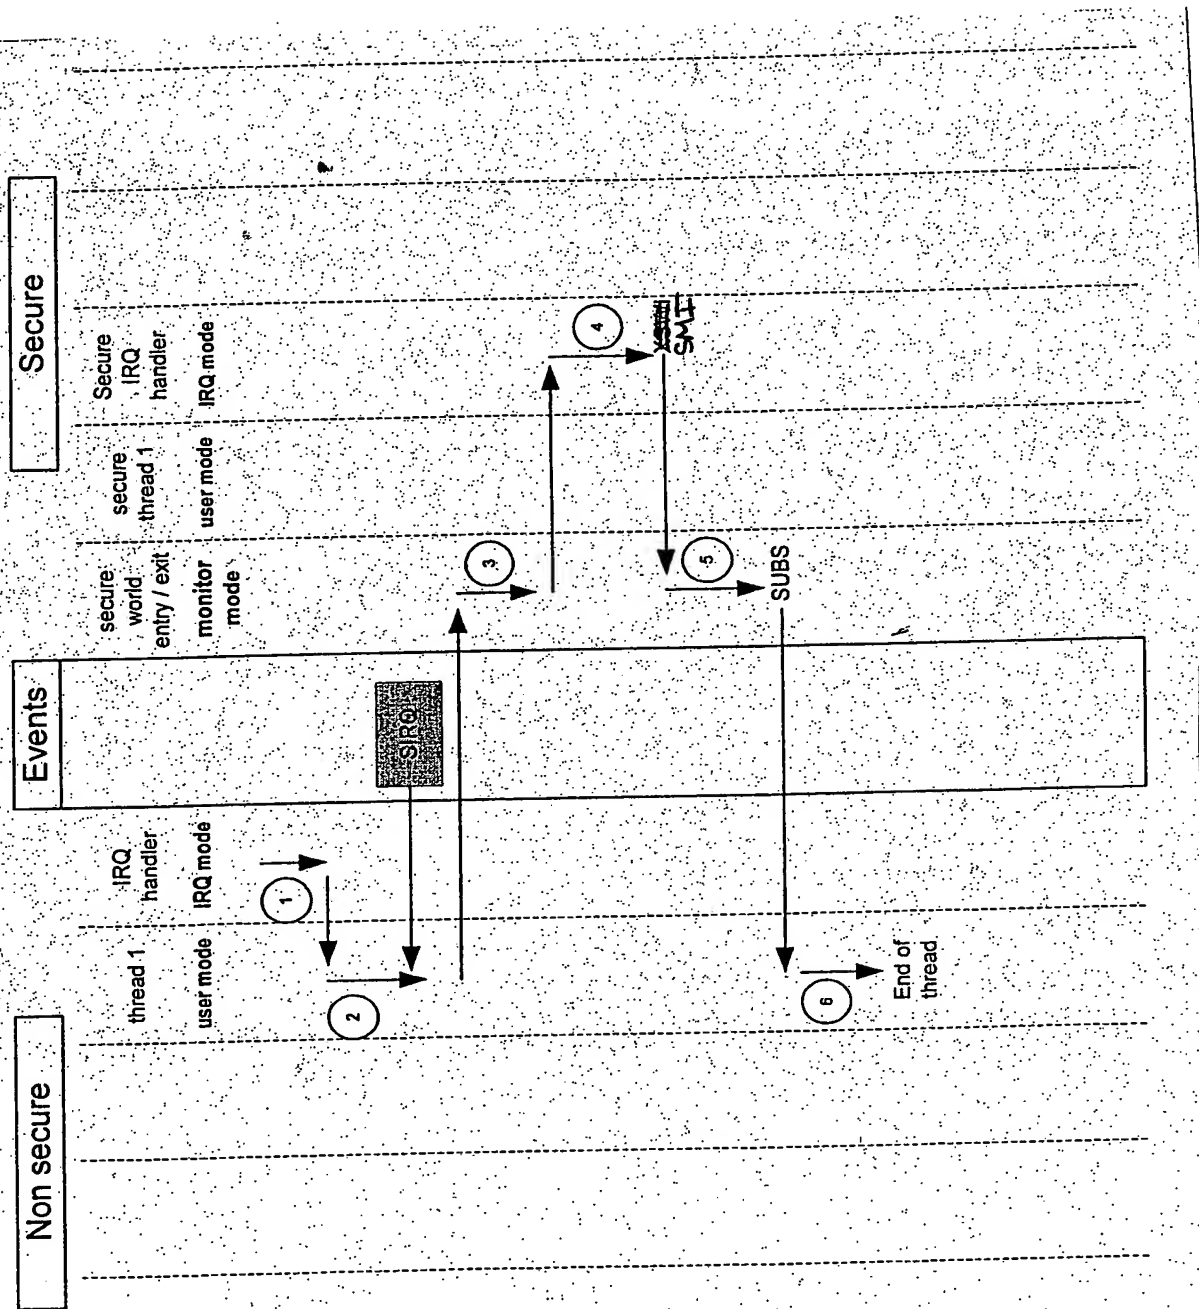 Non secure
Events
Secure
thread 1
user mode
IRQ
handler
IRQ mode
secure
world
entry / exit
monitor
mode
secure
thread 1
user mode
Secure
IRQ
handler
IRQ mode
1
2
SIRQ
3
4
SMI
5
SUBS
6
End of
thread